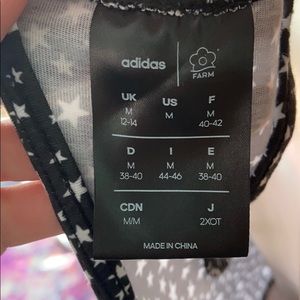 adidas FARM
UK US F
M M M
12-14 40-42
D I E
M M M
38-40 44-46 38-40
CDN J
M/M 2XOT
MADE IN CHINA